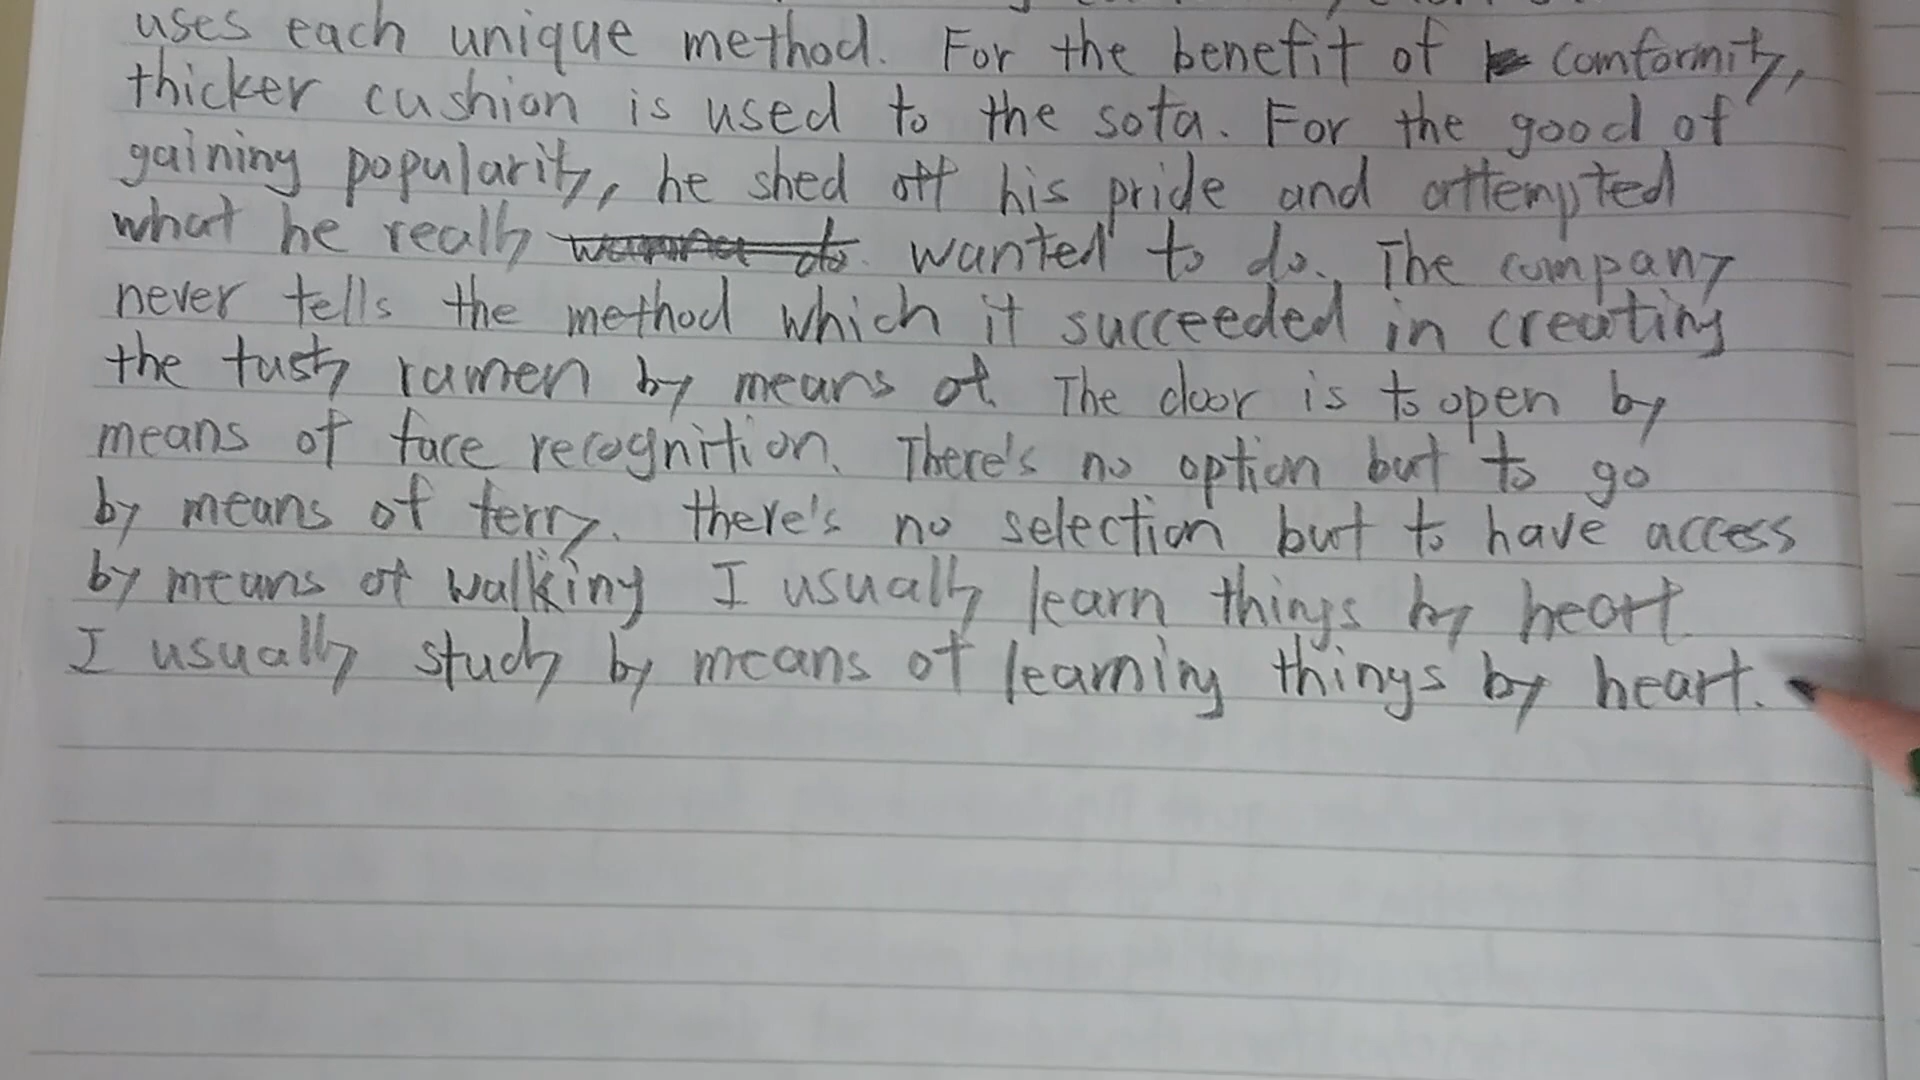 uses each unique method. For the benefit of comformity,
thicker cushion is used to the sofa. For the good of
gaining popularity, he shed off his pride and attempted
what he really wanna do wanted to do. The company
never tells the method which it succeeded in creating
the tasty ramen by means of. The door is to open by
means of face recognition. There's no option but to go
by means of ferry. there's no selection but to have access
by means of walking I usually learn things by heart
I usually study by means of learning things by heart.